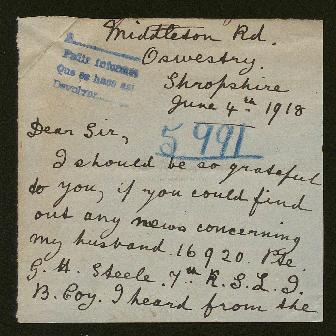 Middleton Rd.
Oswestry.
Shropshire
June 4th 1918
Dear Sir,
5991
I should be so grateful
to you, if you could find
out any news concerning
my husband. 16920. Pte.
G. H. Steele. 7th K. S. L. I.
B. Coy. I heard from the